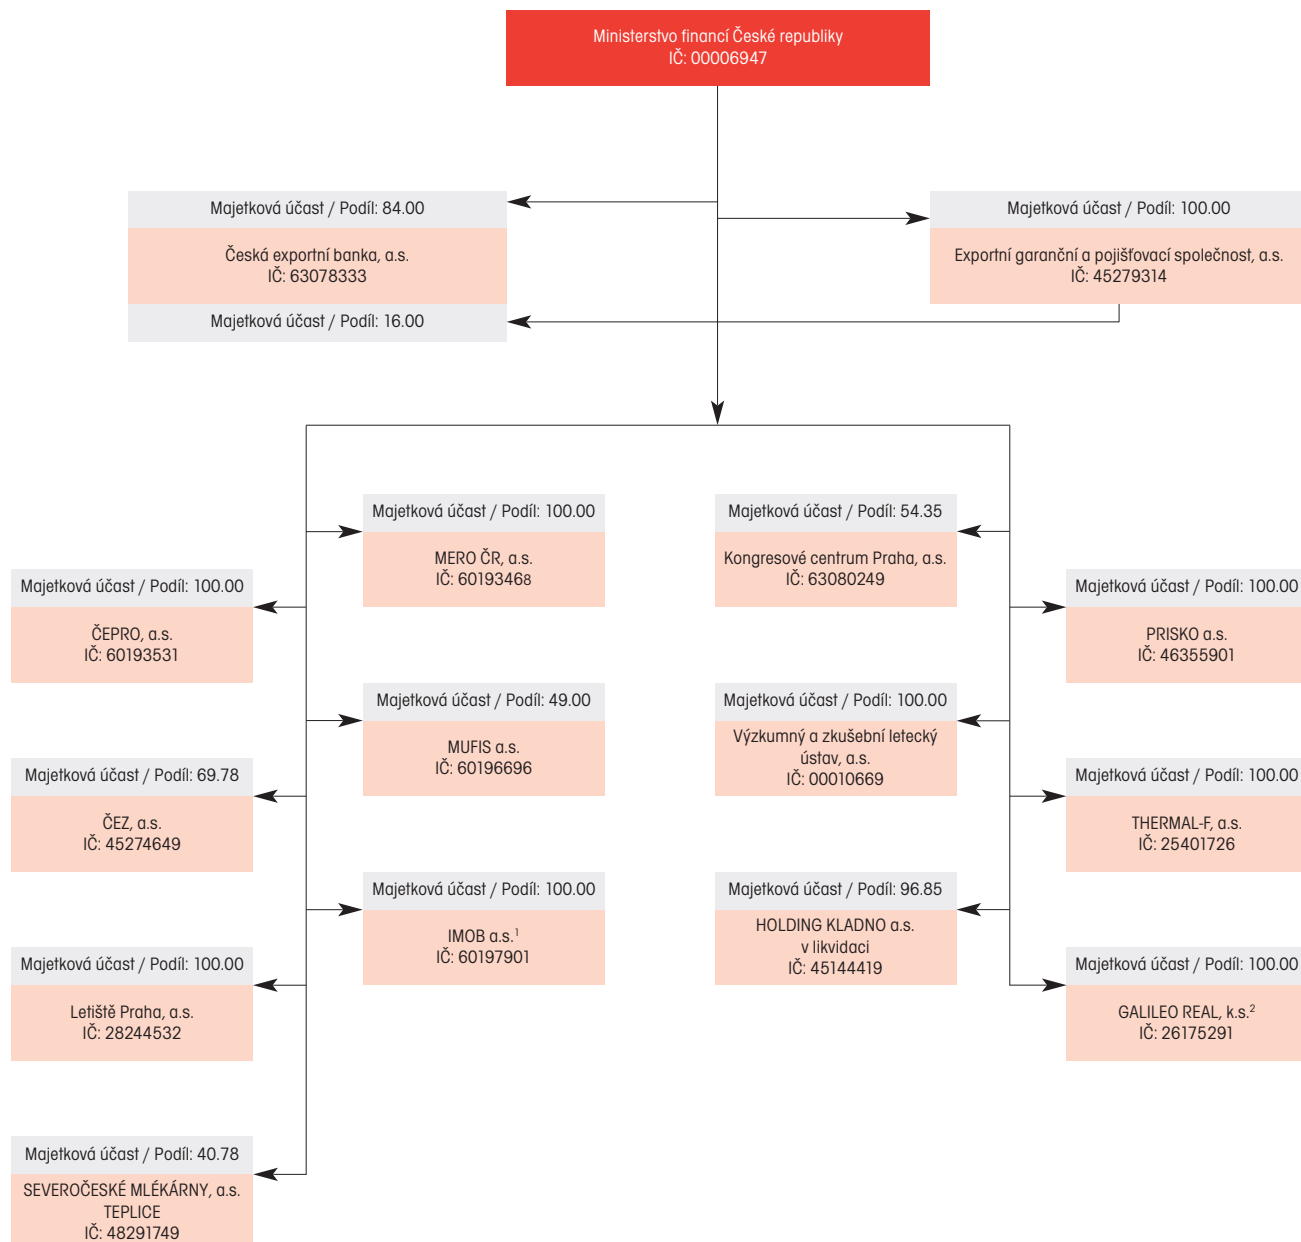 Ministerstvo financí České republiky
IČ: 00006947
Majetková účast / Podíl: 84.00
Česká exportní banka, a.s.
IČ: 63078333
Majetková účast / Podíl: 16.00
Majetková účast / Podíl: 100.00
Exportní garanční a pojišťovací společnost, a.s.
IČ: 45279314
Majetková účast / Podíl: 100.00
MERO ČR, a.s.
IČ: 60193468
Majetková účast / Podíl: 54.35
Kongresové centrum Praha, a.s.
IČ: 63080249
Majetková účast / Podíl: 100.00
ČEPRO, a.s.
IČ: 60193531
Majetková účast / Podíl: 100.00
PRISKO a.s.
IČ: 46355901
Majetková účast / Podíl: 49.00
MUFIS a.s.
IČ: 60196696
Majetková účast / Podíl: 100.00
Výzkumný a zkušební letecký
ústav, a.s.
IČ: 00010669
Majetková účast / Podíl: 69.78
ČEZ, a.s.
IČ: 45274649
Majetková účast / Podíl: 100.00
THERMAL-F, a.s.
IČ: 25401726
Majetková účast / Podíl: 100.00
IMOB a.s.¹
IČ: 60197901
Majetková účast / Podíl: 96.85
HOLDING KLADNO a.s.
v likvidaci
IČ: 45144419
Majetková účast / Podíl: 100.00
Letiště Praha, a.s.
IČ: 28244532
Majetková účast / Podíl: 100.00
GALILEO REAL, k.s.²
IČ: 26175291
Majetková účast / Podíl: 40.78
SEVEROČESKÉ MLÉKÁRNY, a.s.
TEPLICE
IČ: 48291749